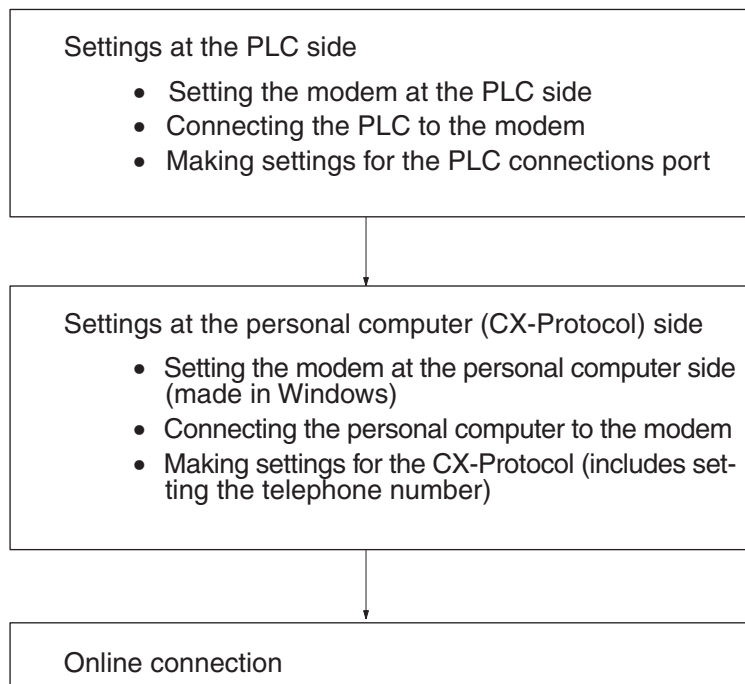 Settings at the PLC side
• Setting the modem at the PLC side
• Connecting the PLC to the modem
• Making settings for the PLC connections port
Settings at the personal computer (CX-Protocol) side
• Setting the modem at the personal computer side
(made in Windows)
• Connecting the personal computer to the modem
• Making settings for the CX-Protocol (includes set-
ting the telephone number)
Online connection